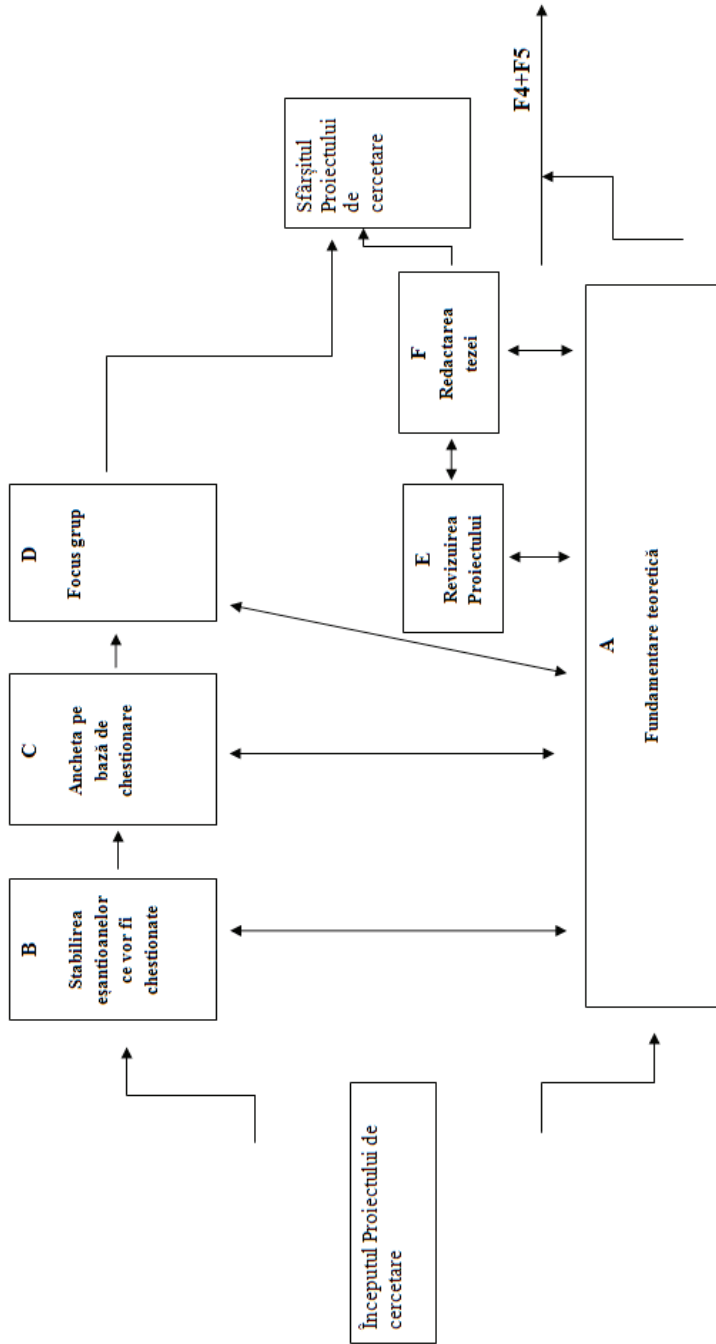 Începutul Proiectului de
cercetare
B
Stabilirea
eșantioanelor
ce vor fi
chestionate
C
Ancheta pe
bază de
chestionare
D
Focus grup
A
Fundamentare teoretică
E
Revizuirea
Proiectului
F
Redactarea
tezei
Sfârșitul
Proiectului
de
cercetare
F4+F5